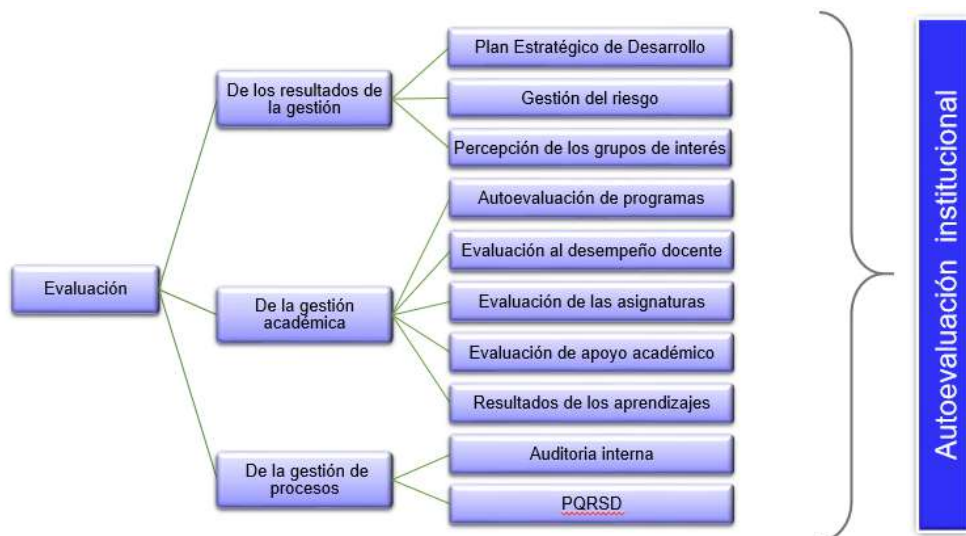 Evaluación
De los resultados de
la gestión
Plan Estratégico de Desarrollo
Gestión del riesgo
Percepción de los grupos de interés
De la gestión
académica
Autoevaluación de programas
Evaluación al desempeño docente
Evaluación de las asignaturas
Evaluación de apoyo académico
Resultados de los aprendizajes
De la gestión de
procesos
Auditoria interna
PQRSD
Autoevaluación institucional